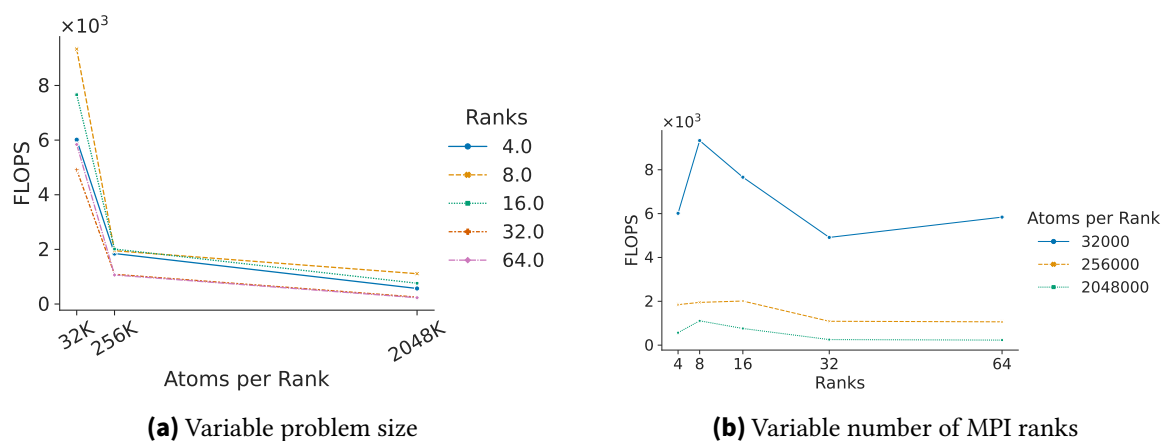 ×10³
8
6
4
2
0
FLOPS
32K
256K
2048K
Atoms per Rank
Ranks
4.0
8.0
16.0
32.0
64.0
(a) Variable problem size
×10³
8
6
4
2
0
FLOPS
4
8
16
32
64
Ranks
Atoms per Rank
32000
256000
2048000
(b) Variable number of MPI ranks